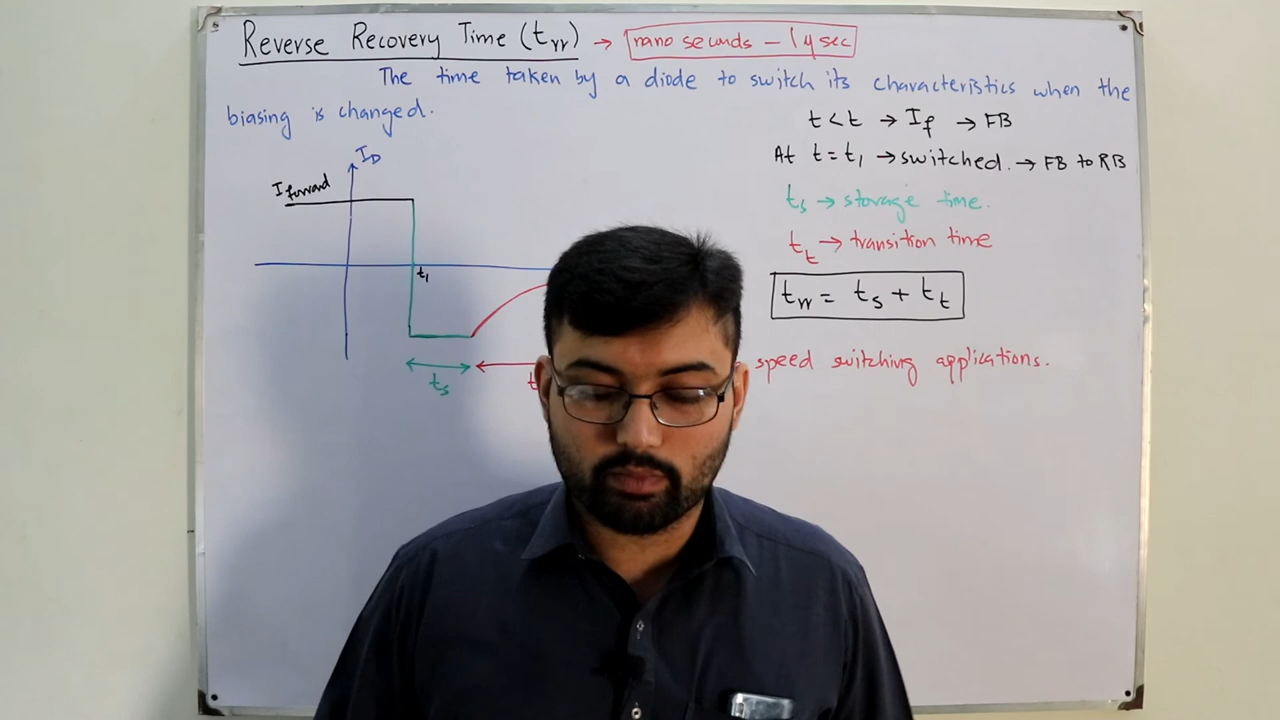 Reverse Recovery Time (trr) → nano seconds – 1 μ sec
The time taken by a diode to switch its characteristics when the
biasing is changed.
t < t → If → FB
At t = t1 → switched. → FB to RB
ts → storage time.
tt → transition time
trr = ts + tt
speed switching applications.
ID
Iforward
t1
ts
t